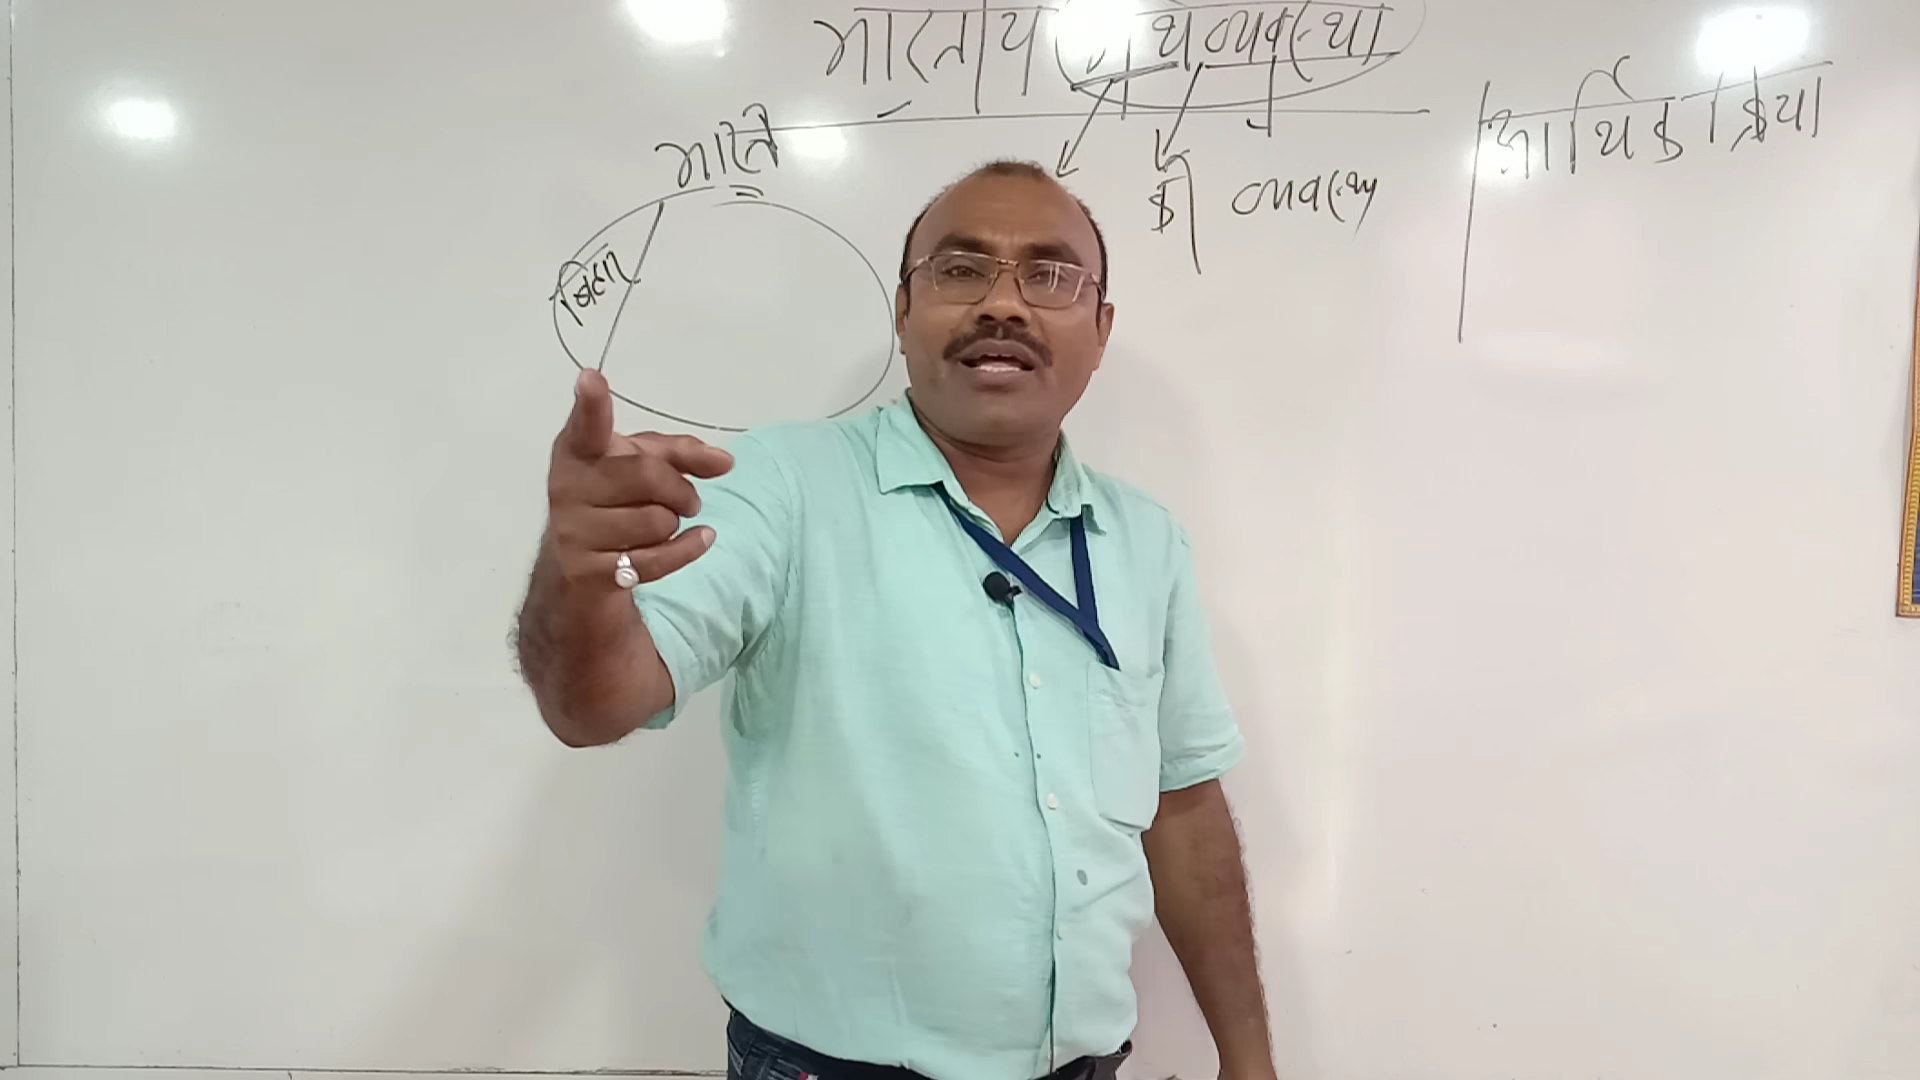 भारतीय अर्थव्यवस्था
भारत
की व्यवस्था
बिहार
आर्थिक क्रिया